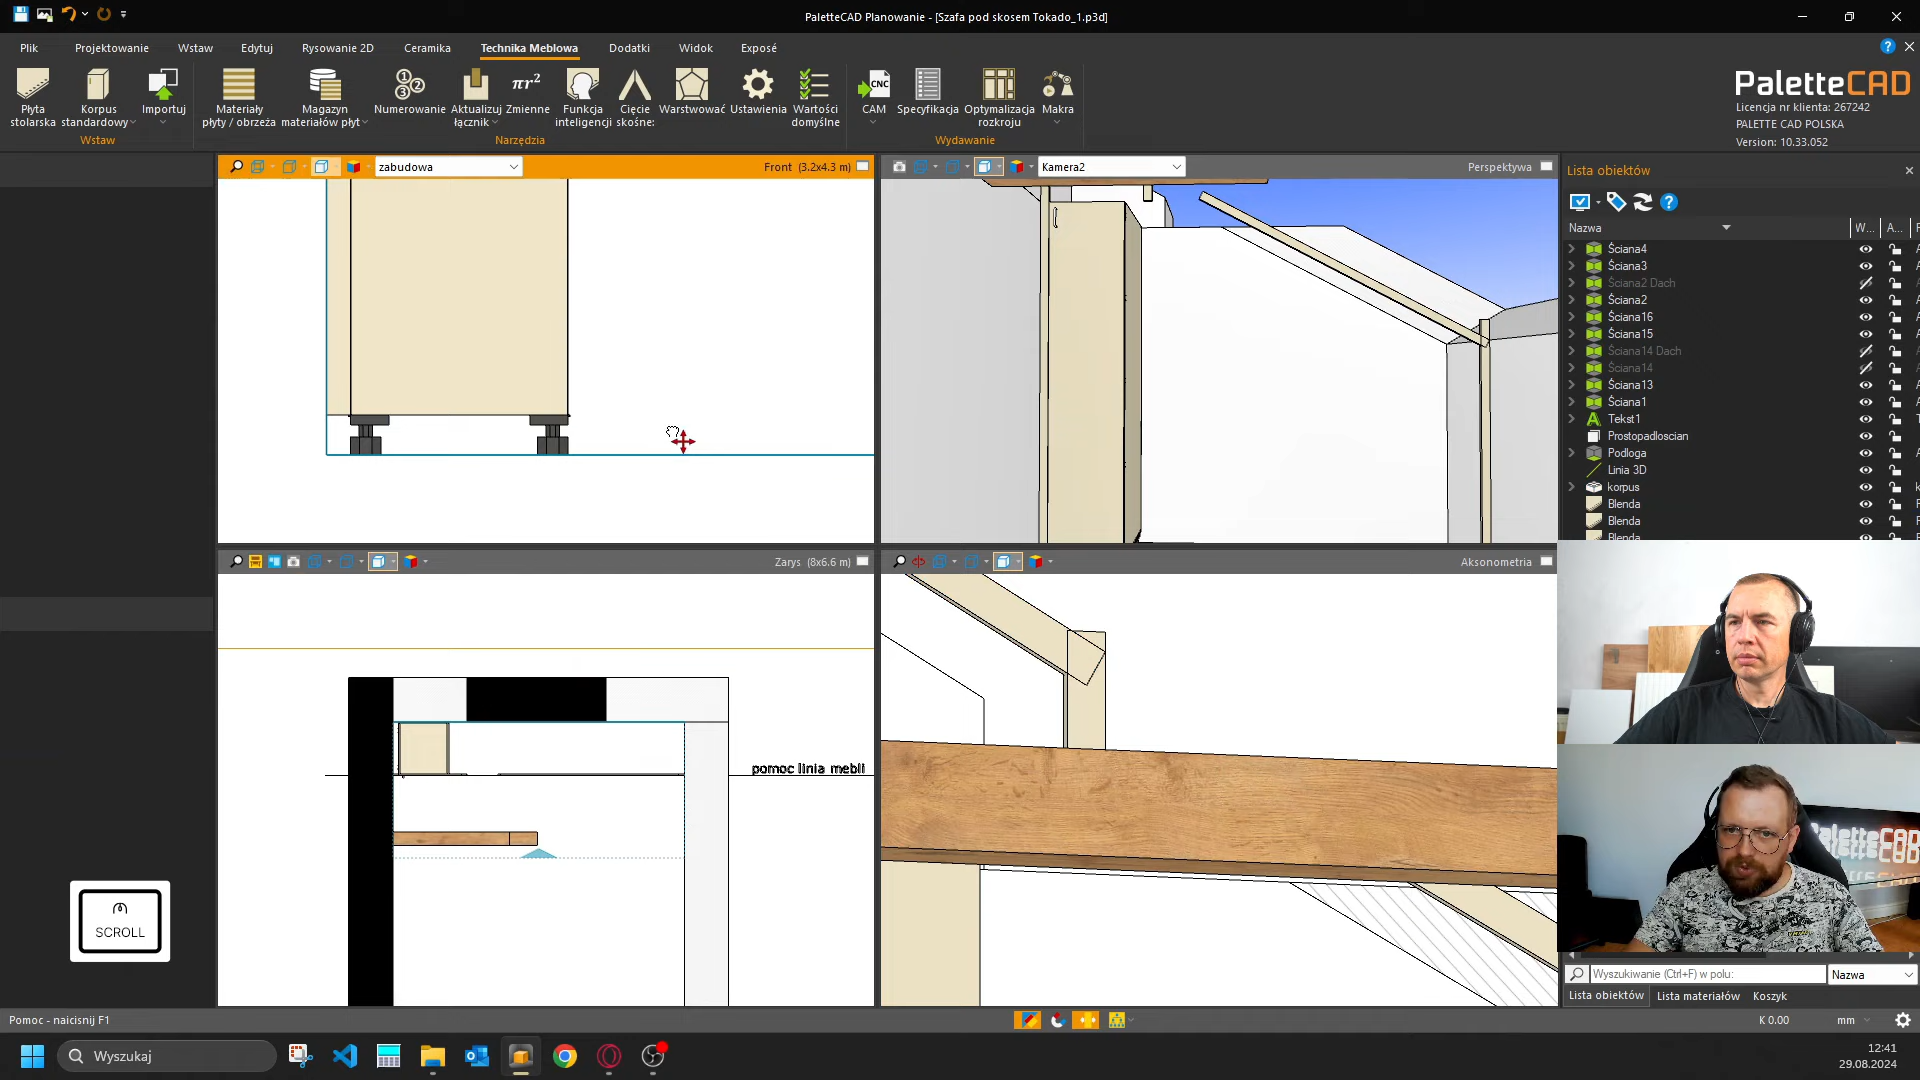 PaletteCAD Planowanie - [Szafa pod skosem Tokado_1.p3d]
Plik
Projektowanie
Wstaw
Edytuj
Rysowanie 2D
Ceramika
Technika Meblowa
Dodatki
Widok
Exposé
Płyta stolarska
Korpus standardowy
Importuj
Materiały płyty / obrzeża
Magazyn materiałów płyt
Numerowanie
Aktualizuj łącznik
πr²
Zmienne
Funkcja inteligencji
Cięcie skośne:
Warstwować
Ustawienia
Wartości domyślne
CNC
CAM
Specyfikacja
Optymalizacja rozkroju
Makra
Wstaw
Narzędzia
Wydawanie
PaletteCAD
Licencja nr klienta: 267242
PALETTE CAD POLSKA
Version: 10.33.052
zabudowa
Front (3.2x4.3 m)
Kamera2
Perspektywa
Lista obiektów
Nazwa
W...
A...
Ściana4
Ściana3
Ściana2 Dach
Ściana2
Ściana16
Ściana15
Ściana14 Dach
Ściana14
Ściana13
Ściana1
Tekst1
Prostopadloscian
Podloga
Linia 3D
korpus
Blenda
Blenda
Blenda
Zarys (8x6.6 m)
Aksonometria
pomoc linia mebli
SCROLL
Wyszukiwanie (Ctrl+F) w polu:
Nazwa
Lista obiektów
Lista materiałów
Koszyk
Pomoc - naicisnij F1
K 0.00
mm
Wyszukaj
12:41
29.08.2024